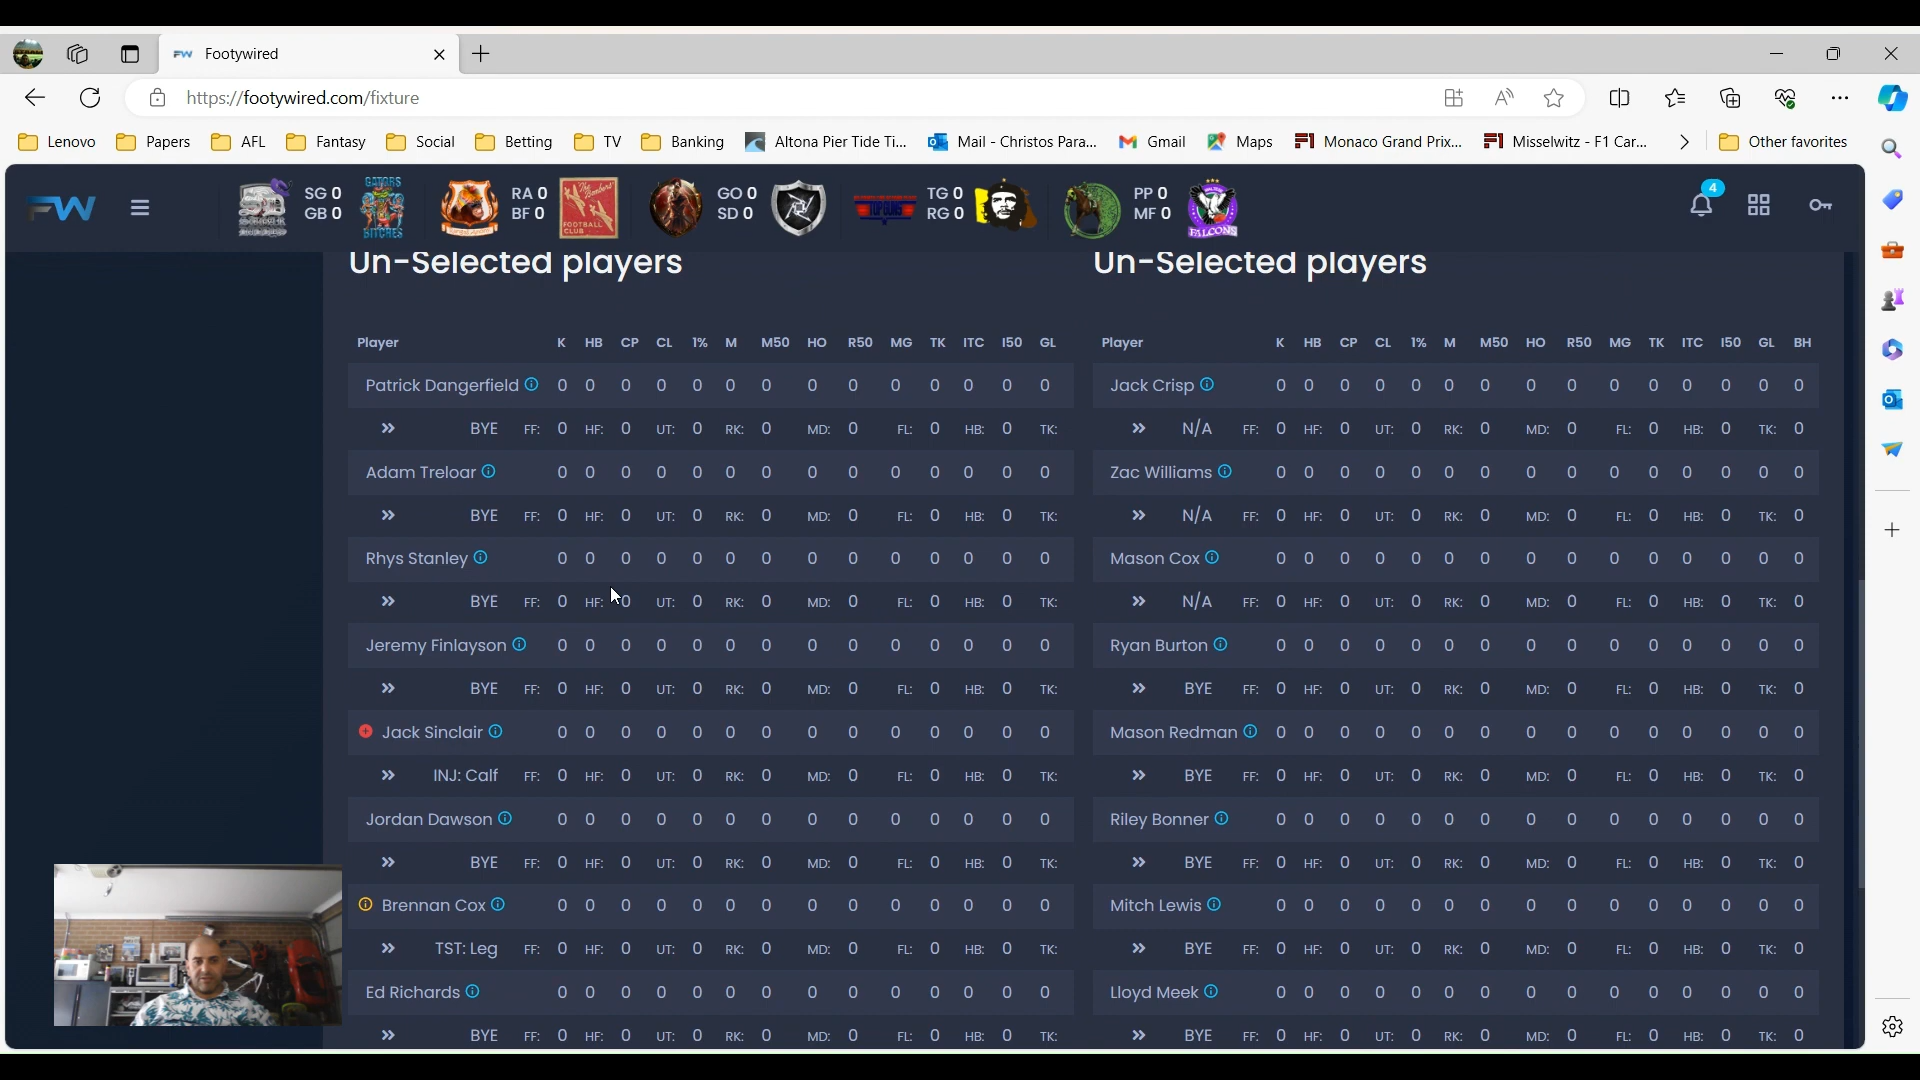 Footywired
https://footywired.com/fixture
Lenovo Papers AFL Fantasy Social Betting TV Banking Altona Pier Tide Ti... Mail - Christos Para... Gmail Maps Monaco Grand Prix... Misselwitz - F1 Car... Other favorites
FW
SG 0
GB 0
GATORS
BITCHES
RA 0
BF 0
The Bombers
FOOTBALL
CLUB
GO 0
SD 0
TOP GUNS
TG 0
RG 0
PP 0
MF 0
FALCONS
4
Un-Selected players Un-Selected players
Player K HB CP CL 1% M M50 HO R50 MG TK ITC I50 GL Player K HB CP CL 1% M M50 HO R50 MG TK ITC I50 GL BH
Patrick Dangerfield 0 0 0 0 0 0 0 0 0 0 0 0 0 0 Jack Crisp 0 0 0 0 0 0 0 0 0 0 0 0 0 0 0
BYE FF: 0 HF: 0 UT: 0 RK: 0 MD: 0 FL: 0 HB: 0 TK: N/A FF: 0 HF: 0 UT: 0 RK: 0 MD: 0 FL: 0 HB: 0 TK: 0
Adam Treloar 0 0 0 0 0 0 0 0 0 0 0 0 0 0 Zac Williams 0 0 0 0 0 0 0 0 0 0 0 0 0 0 0
BYE FF: 0 HF: 0 UT: 0 RK: 0 MD: 0 FL: 0 HB: 0 TK: N/A FF: 0 HF: 0 UT: 0 RK: 0 MD: 0 FL: 0 HB: 0 TK: 0
Rhys Stanley 0 0 0 0 0 0 0 0 0 0 0 0 0 0 Mason Cox 0 0 0 0 0 0 0 0 0 0 0 0 0 0 0
BYE FF: 0 HF: 0 UT: 0 RK: 0 MD: 0 FL: 0 HB: 0 TK: N/A FF: 0 HF: 0 UT: 0 RK: 0 MD: 0 FL: 0 HB: 0 TK: 0
Jeremy Finlayson 0 0 0 0 0 0 0 0 0 0 0 0 0 0 Ryan Burton 0 0 0 0 0 0 0 0 0 0 0 0 0 0 0
BYE FF: 0 HF: 0 UT: 0 RK: 0 MD: 0 FL: 0 HB: 0 TK: BYE FF: 0 HF: 0 UT: 0 RK: 0 MD: 0 FL: 0 HB: 0 TK: 0
Jack Sinclair 0 0 0 0 0 0 0 0 0 0 0 0 0 0 Mason Redman 0 0 0 0 0 0 0 0 0 0 0 0 0 0 0
INJ: Calf FF: 0 HF: 0 UT: 0 RK: 0 MD: 0 FL: 0 HB: 0 TK: BYE FF: 0 HF: 0 UT: 0 RK: 0 MD: 0 FL: 0 HB: 0 TK: 0
Jordan Dawson 0 0 0 0 0 0 0 0 0 0 0 0 0 0 Riley Bonner 0 0 0 0 0 0 0 0 0 0 0 0 0 0 0
BYE FF: 0 HF: 0 UT: 0 RK: 0 MD: 0 FL: 0 HB: 0 TK: BYE FF: 0 HF: 0 UT: 0 RK: 0 MD: 0 FL: 0 HB: 0 TK: 0
Brennan Cox 0 0 0 0 0 0 0 0 0 0 0 0 0 0 Mitch Lewis 0 0 0 0 0 0 0 0 0 0 0 0 0 0 0
TST: Leg FF: 0 HF: 0 UT: 0 RK: 0 MD: 0 FL: 0 HB: 0 TK: BYE FF: 0 HF: 0 UT: 0 RK: 0 MD: 0 FL: 0 HB: 0 TK: 0
Ed Richards 0 0 0 0 0 0 0 0 0 0 0 0 0 0 Lloyd Meek 0 0 0 0 0 0 0 0 0 0 0 0 0 0 0
BYE FF: 0 HF: 0 UT: 0 RK: 0 MD: 0 FL: 0 HB: 0 TK: BYE FF: 0 HF: 0 UT: 0 RK: 0 MD: 0 FL: 0 HB: 0 TK: 0